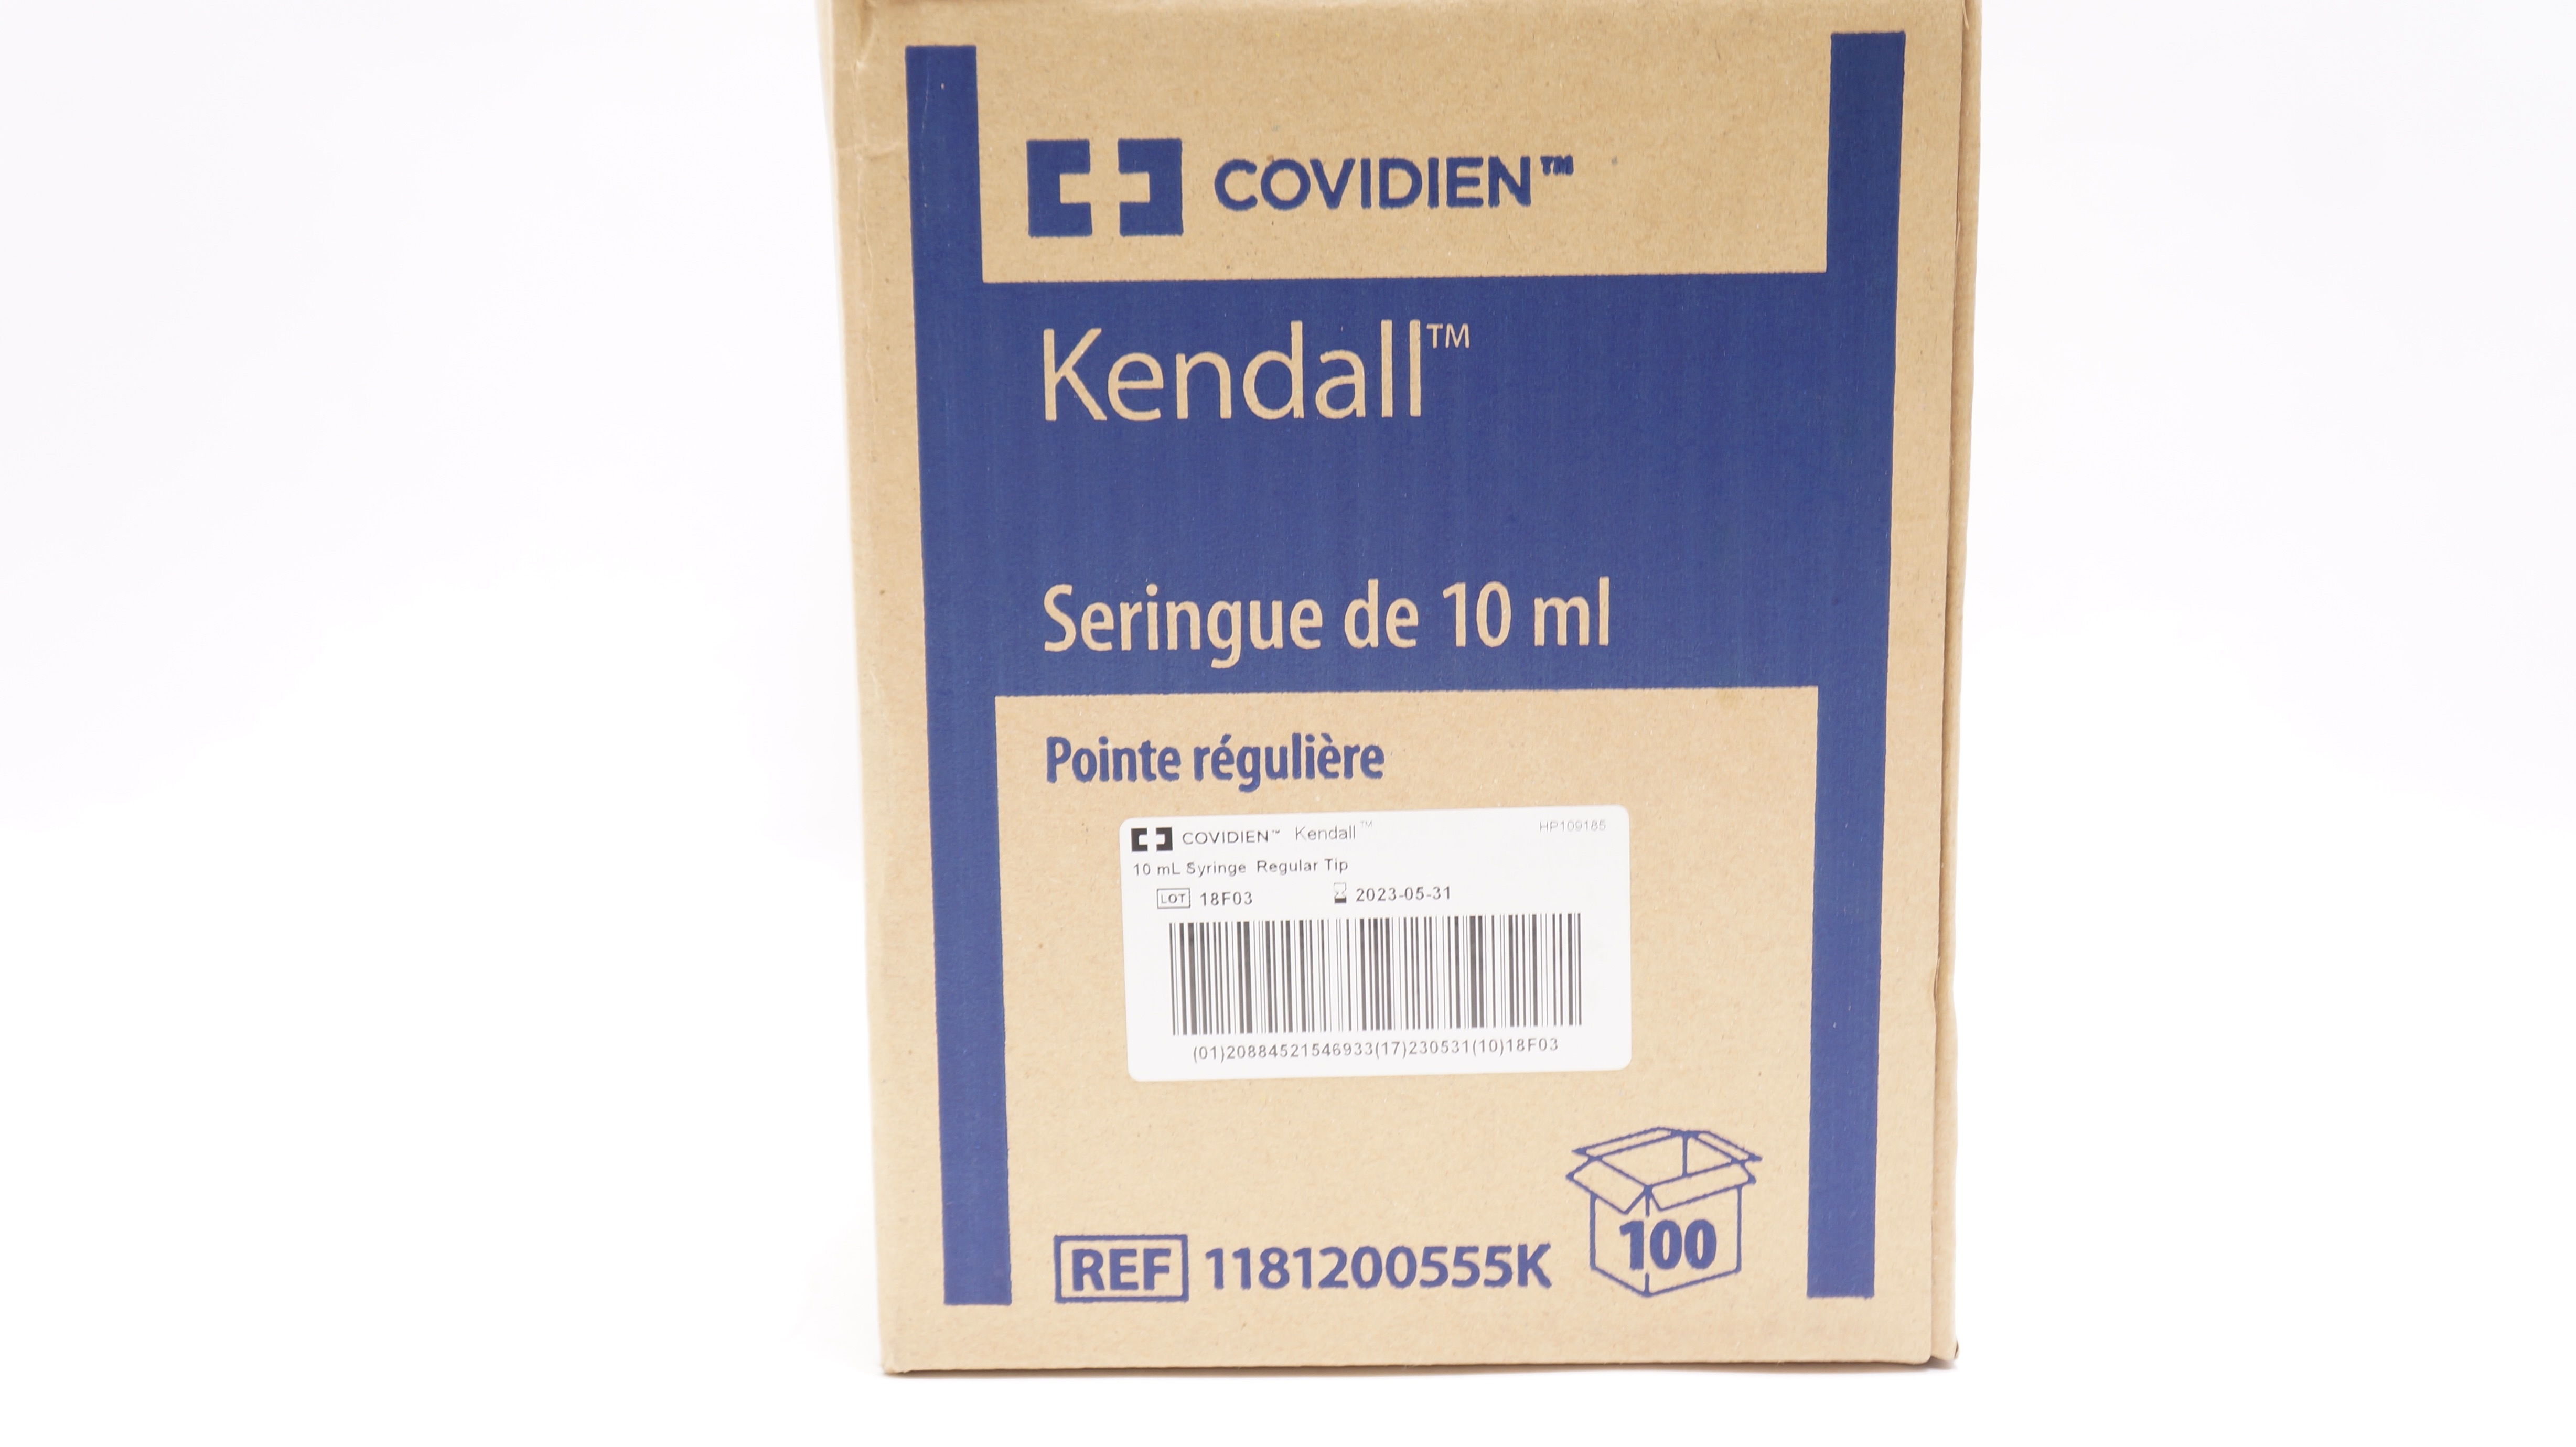 COVIDIEN™
Kendall™
Seringue de 10 ml
Pointe régulière
COVIDIEN™ Kendall™ HP109185
10 mL Syringe Regular Tip
LOT 18F03 2023-05-31
(01)20884521546933(17)230531(10)18F03
REF 1181200555K 100